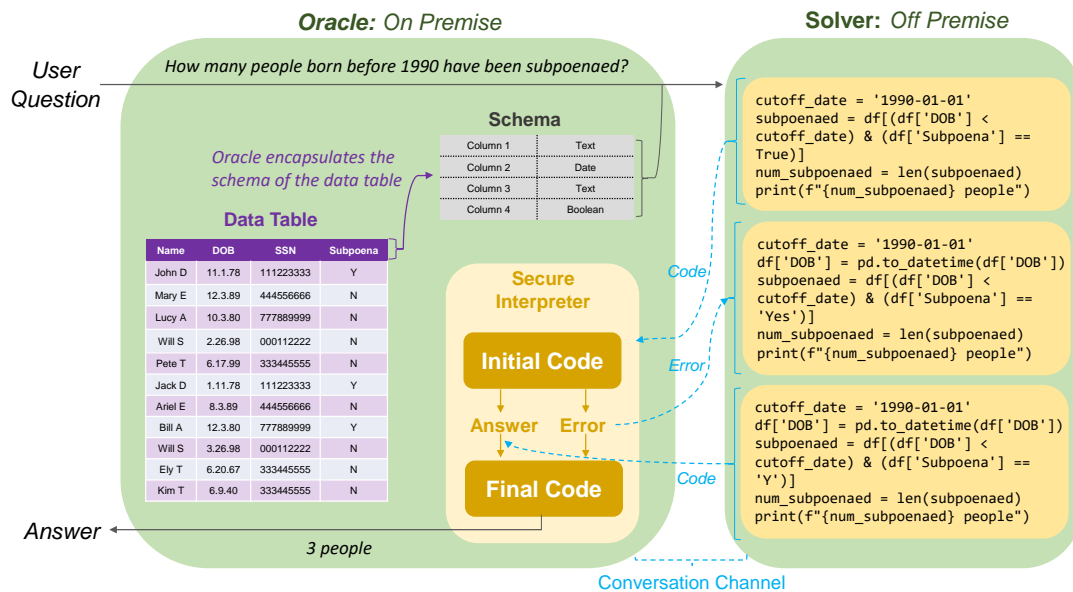 Oracle: On Premise
Solver: Off Premise
User
Question
How many people born before 1990 have been subpoenaed?
Schema
Column 1 Text
Column 2 Date
Column 3 Text
Column 4 Boolean
Oracle encapsulates the
schema of the data table
Data Table
Name DOB SSN Subpoena
John D 11.1.78 111223333 Y
Mary E 12.3.89 444556666 N
Lucy A 10.3.80 777889999 N
Will S 2.26.98 000112222 N
Pete T 6.17.99 333445555 N
Jack D 1.11.78 111223333 Y
Ariel E 8.3.89 444556666 N
Bill A 12.3.80 777889999 Y
Will S 3.26.98 000112222 N
Ely T 6.20.67 333445555 N
Kim T 6.9.40 333445555 N
Secure
Interpreter
Initial Code
Answer Error
Final Code
Code
Error
Code
cutoff_date = '1990-01-01'
subpoenaed = df[(df['DOB'] <
cutoff_date) & (df['Subpoena'] ==
True)]
num_subpoenaed = len(subpoenaed)
print(f"{num_subpoenaed} people")
cutoff_date = '1990-01-01'
df['DOB'] = pd.to_datetime(df['DOB'])
subpoenaed = df[(df['DOB'] <
cutoff_date) & (df['Subpoena'] ==
'Yes')]
num_subpoenaed = len(subpoenaed)
print(f"{num_subpoenaed} people")
cutoff_date = '1990-01-01'
df['DOB'] = pd.to_datetime(df['DOB'])
subpoenaed = df[(df['DOB'] <
cutoff_date) & (df['Subpoena'] ==
'Y')]
num_subpoenaed = len(subpoenaed)
print(f"{num_subpoenaed} people")
Answer
3 people
Conversation Channel